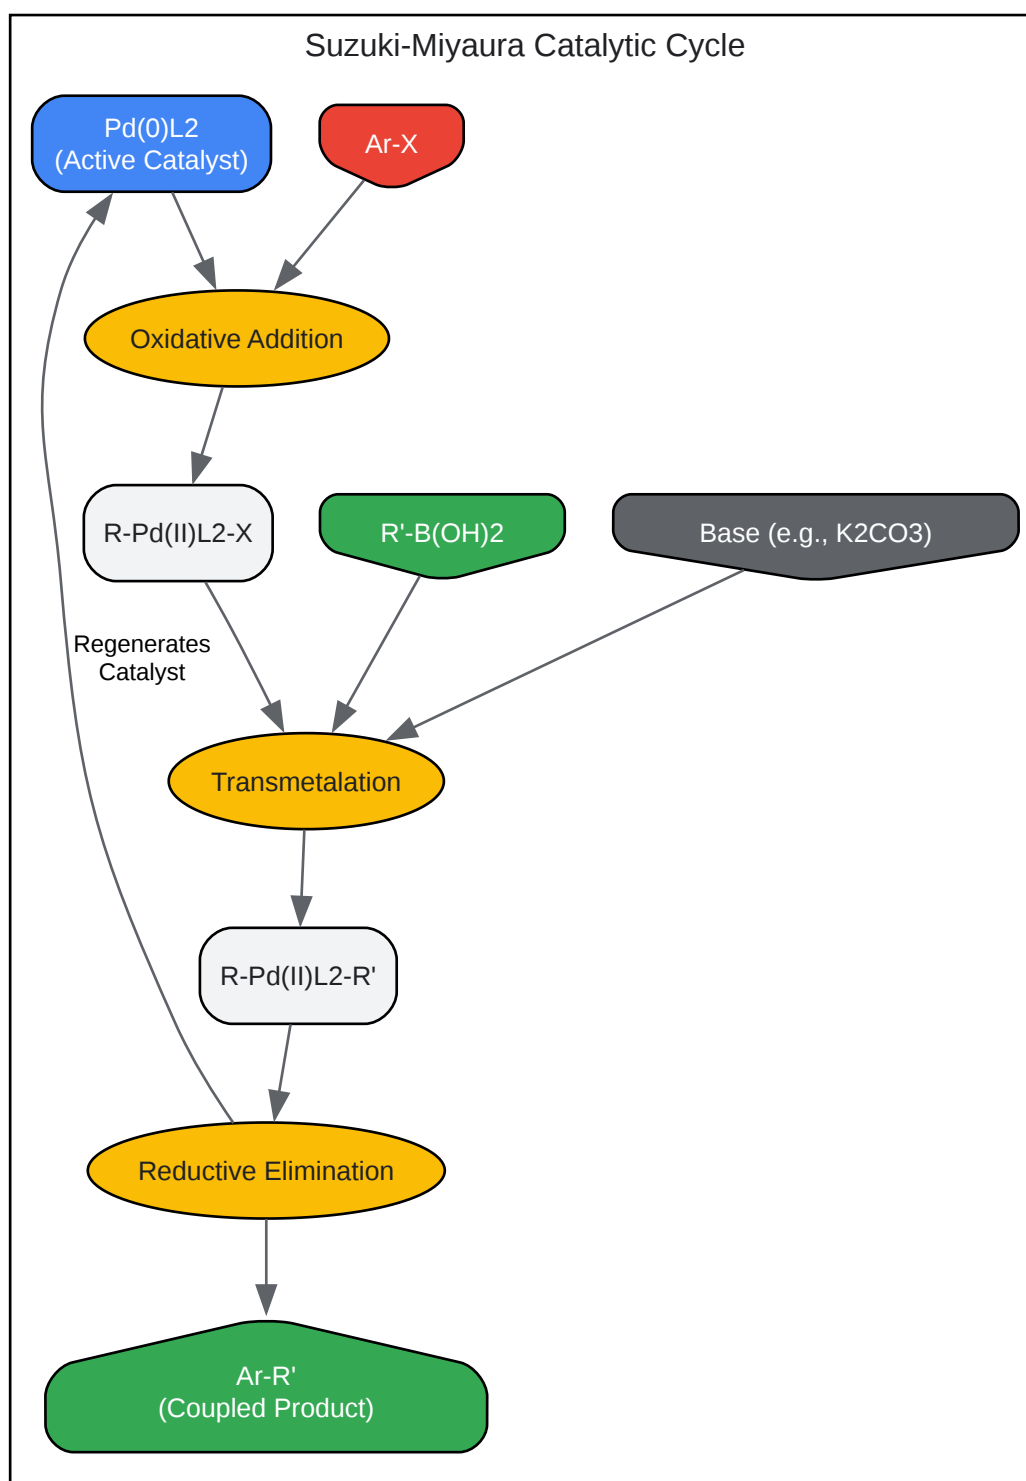 Suzuki-Miyaura Catalytic Cycle
Pd(0)L2
(Active Catalyst)
Ar-X
Oxidative Addition
R-Pd(II)L2-X
R'-B(OH)2
Base (e.g., K2CO3)
Regenerates
Catalyst
Transmetalation
R-Pd(II)L2-R'
Reductive Elimination
Ar-R'
(Coupled Product)